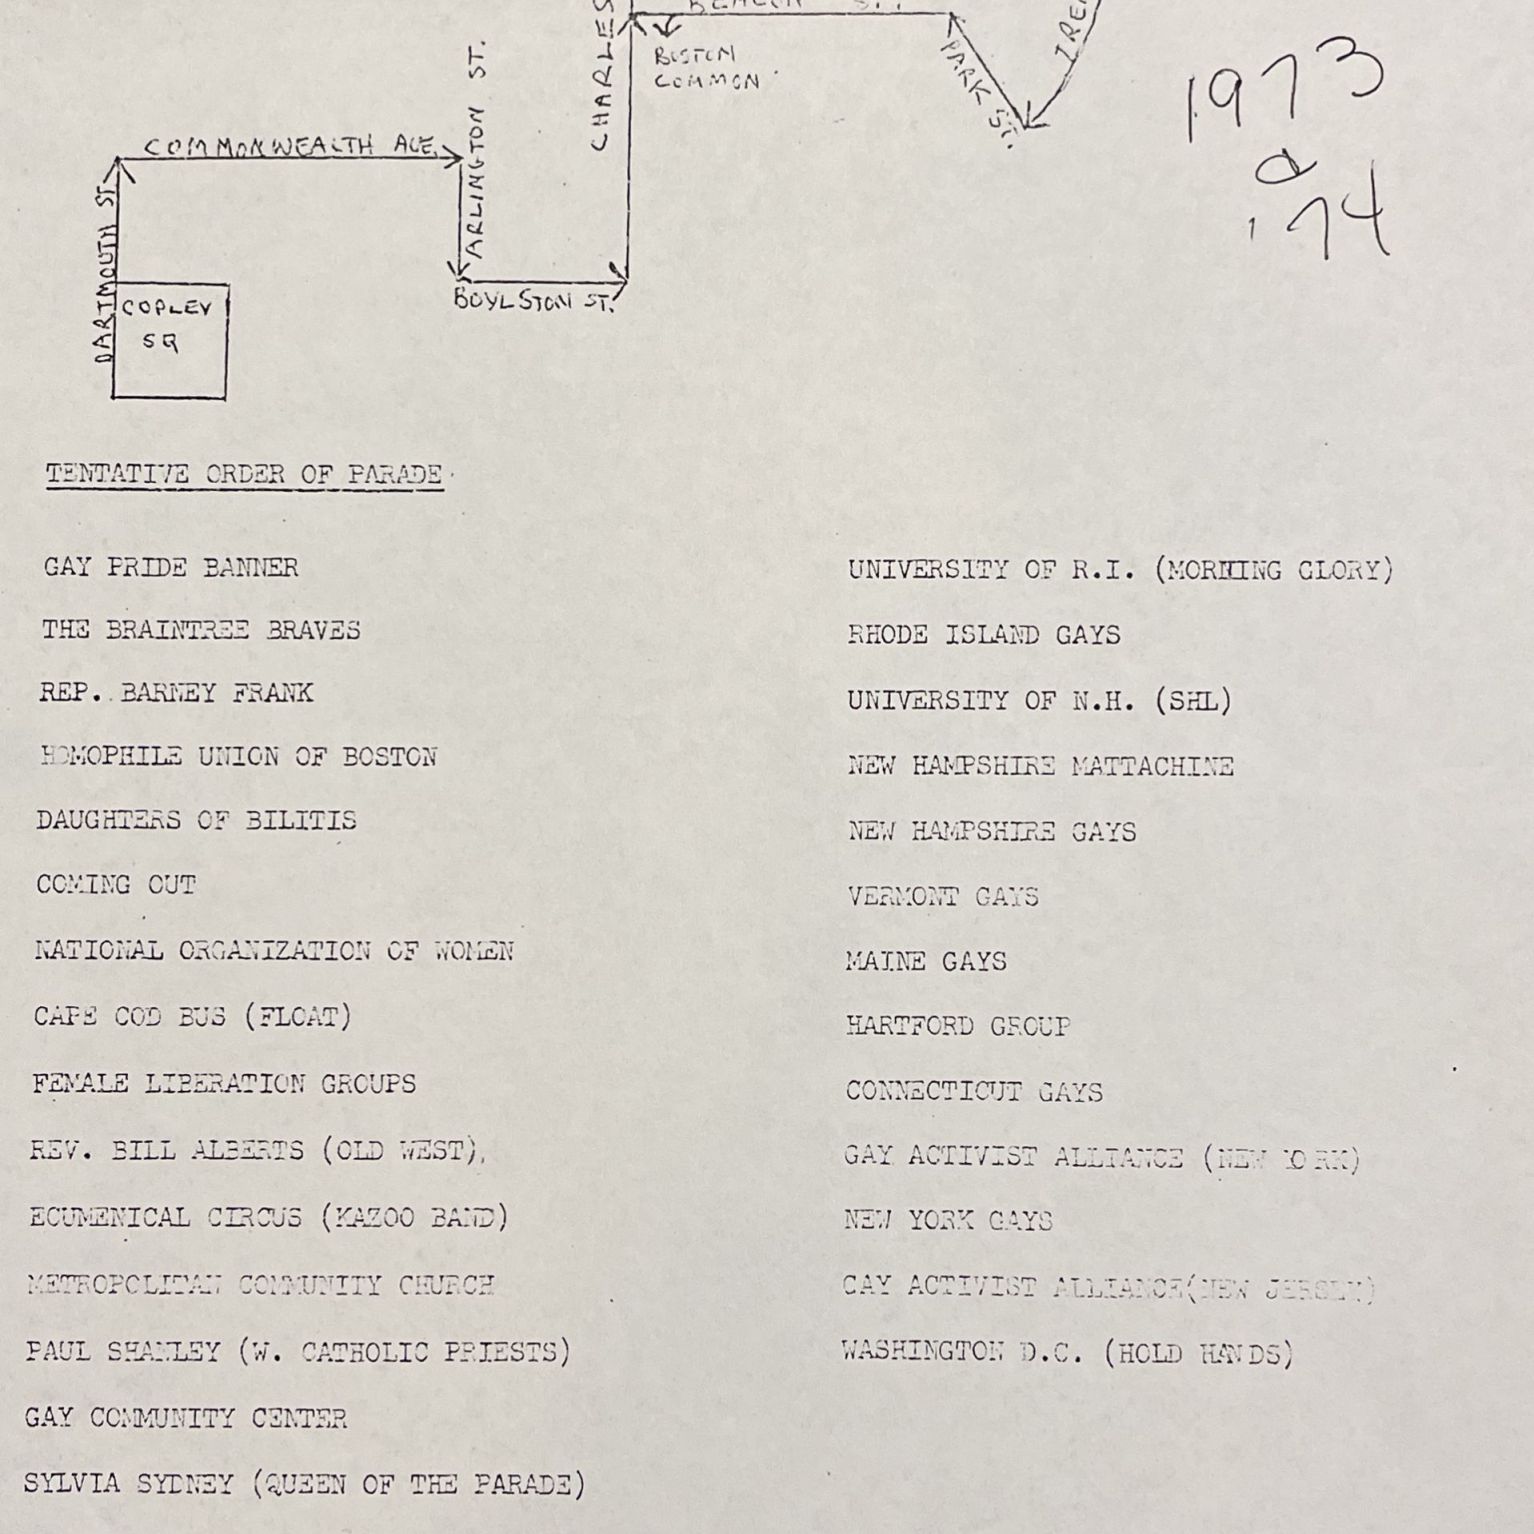 BEACON ST.
CHARLES
BOSTON
COMMON
PARK ST.
1973
a
'74
COMMONWEALTH AVE.
ARLINGTON ST.
DARTMOUTH ST.
COPLEY
SQ
BOYLSTON ST.
TENTATIVE ORDER OF PARADE
GAY PRIDE BANNER
THE BRAINTREE BRAVES
REP. BARNEY FRANK
HOMOPHILE UNION OF BOSTON
DAUGHTERS OF BILITIS
COMING OUT
NATIONAL ORGANIZATION OF WOMEN
CAPE COD BUS (FLOAT)
FEMALE LIBERATION GROUPS
REV. BILL ALBERTS (OLD WEST),
ECUMENICAL CIRCUS (KAZOO BAND)
METROPOLITAN COMMUNITY CHURCH
PAUL SHANLEY (W. CATHOLIC PRIESTS)
GAY COMMUNITY CENTER
SYLVIA SYDNEY (QUEEN OF THE PARADE)
UNIVERSITY OF R.I. (MORNING GLORY)
RHODE ISLAND GAYS
UNIVERSITY OF N.H. (SHL)
NEW HAMPSHIRE MATTACHINE
NEW HAMPSHIRE GAYS
VERMONT GAYS
MAINE GAYS
HARTFORD GROUP
CONNECTICUT GAYS
GAY ACTIVIST ALLIANCE (NEW YORK)
NEW YORK GAYS
GAY ACTIVIST ALLIANCE(NEW JERSEY)
WASHINGTON D.C. (HOLD HANDS)